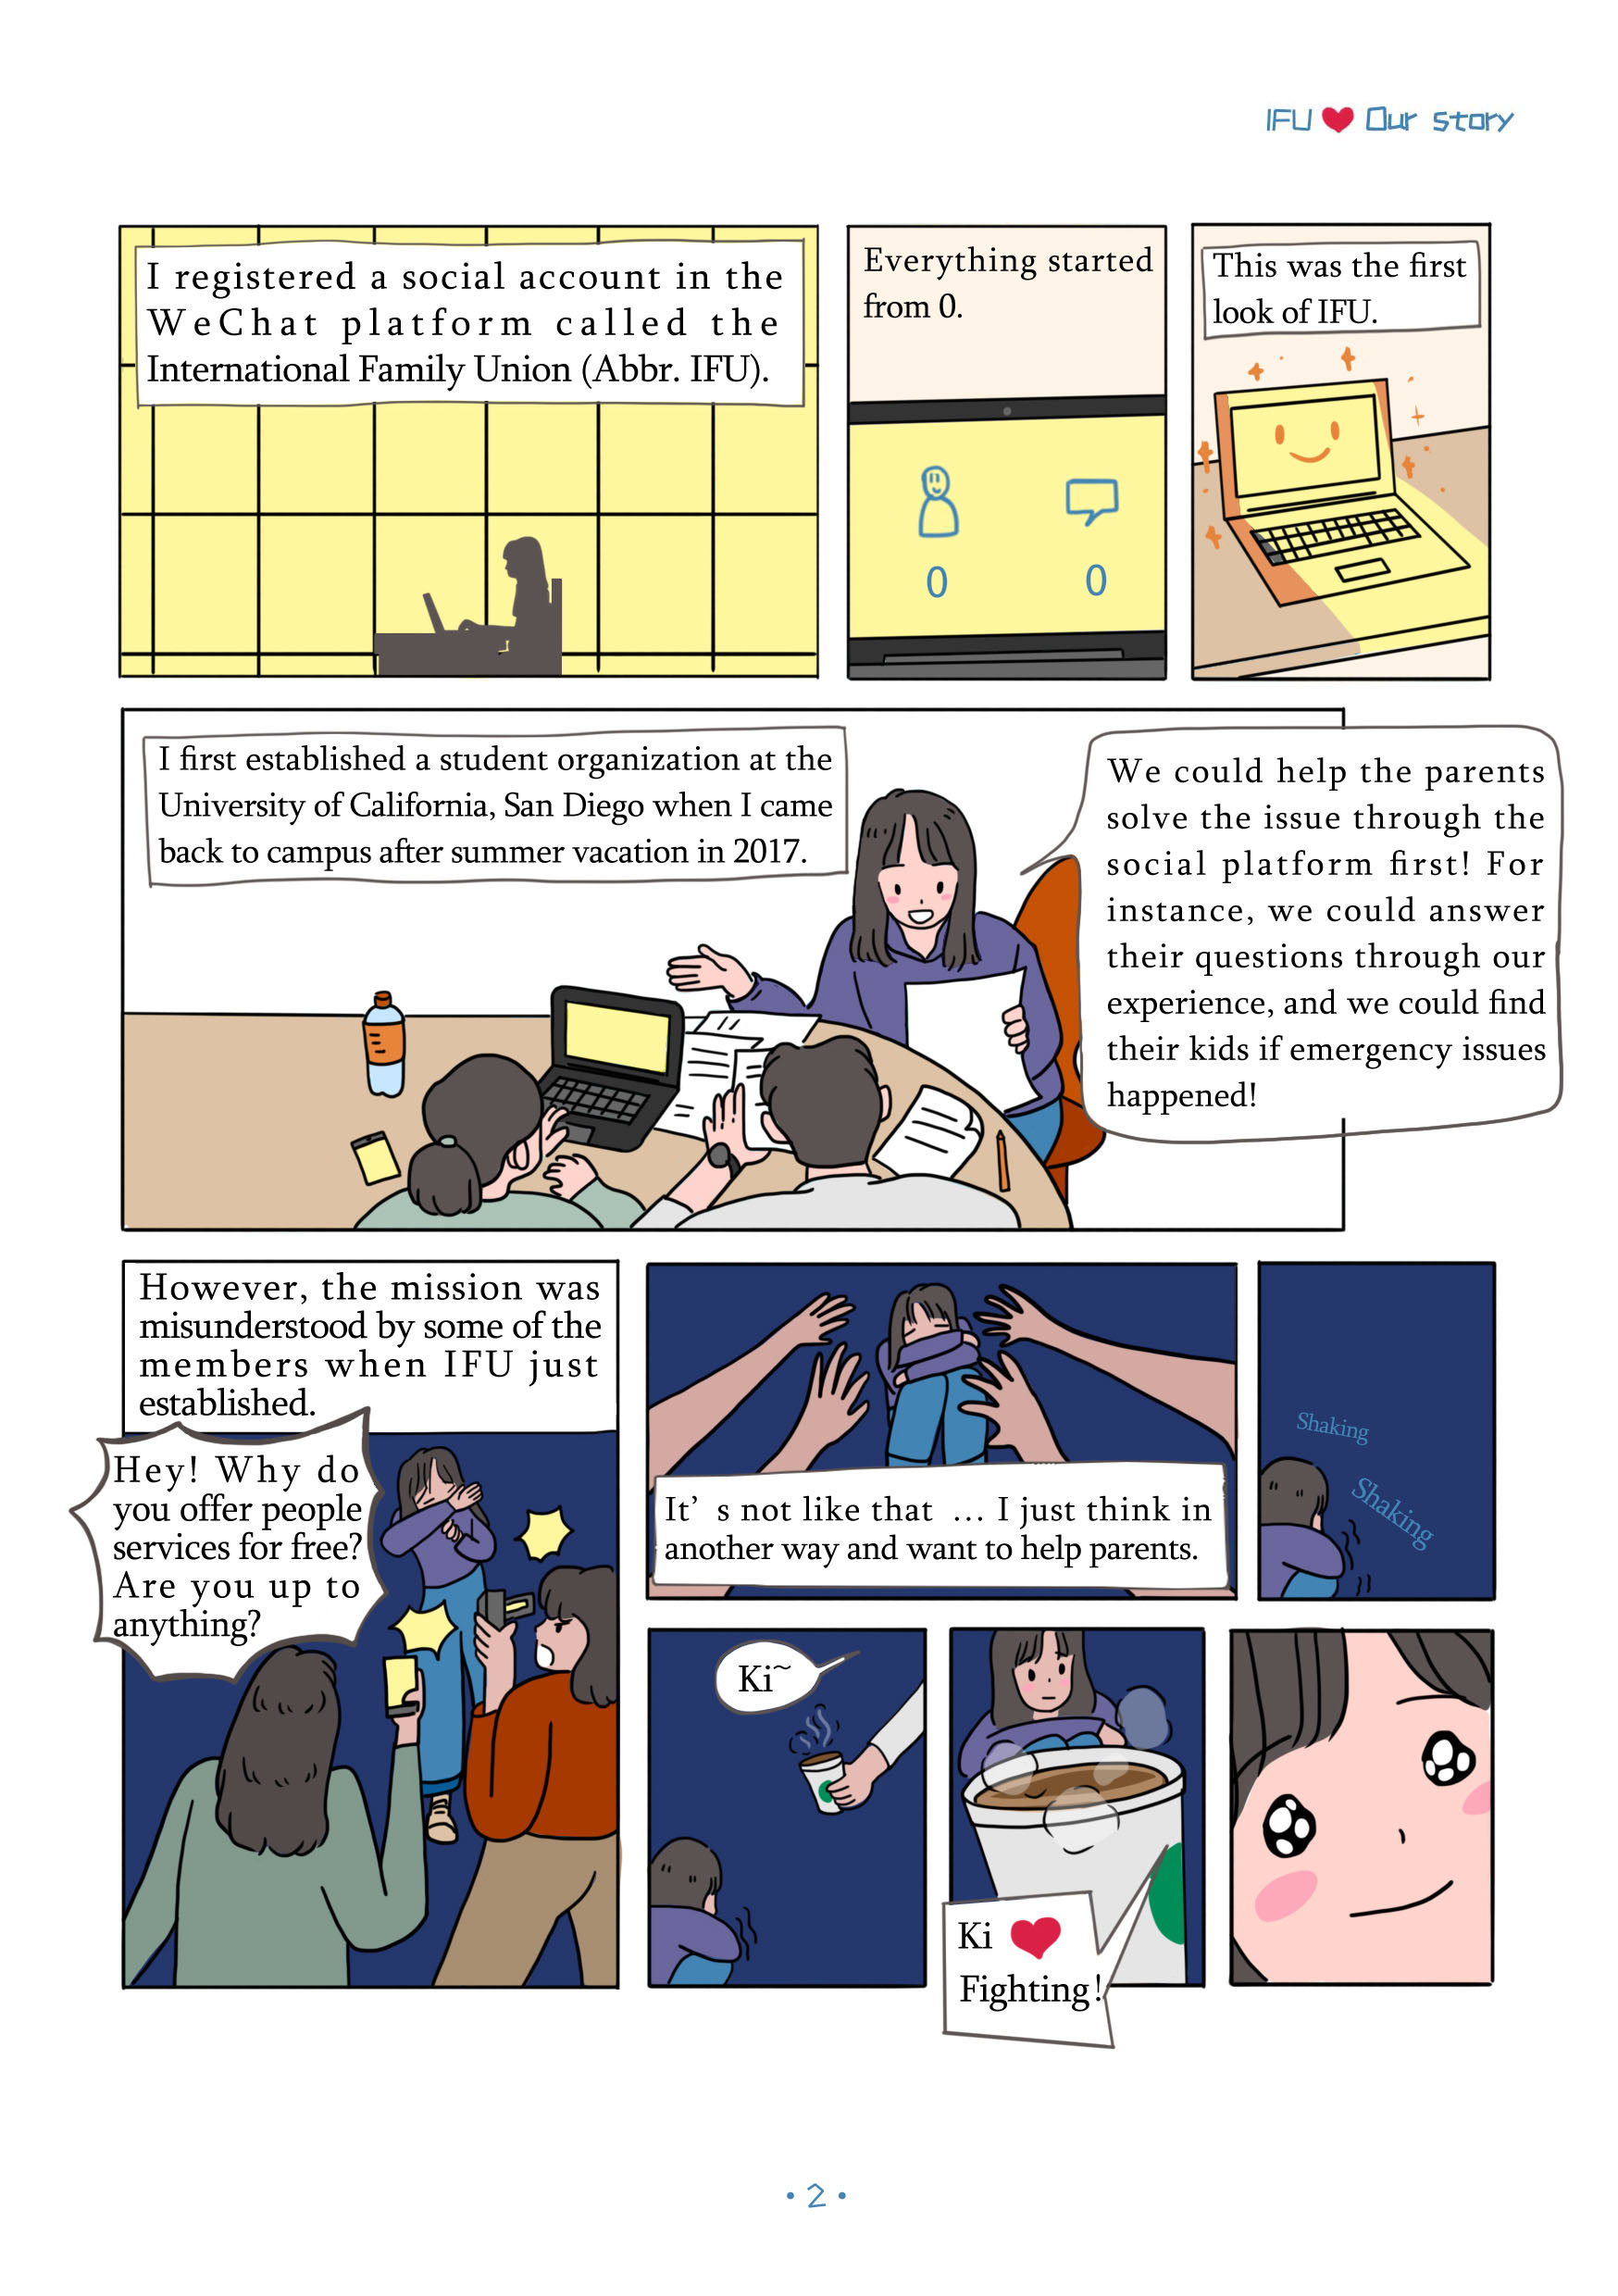 IFU ❤ Our story
I registered a social account in the
WeChat platform called the
International Family Union (Abbr. IFU).
Everything started
from 0.
0 0
This was the first
look of IFU.
I first established a student organization at the
University of California, San Diego when I came
back to campus after summer vacation in 2017.
We could help the parents
solve the issue through the
social platform first! For
instance, we could answer
their questions through our
experience, and we could find
their kids if emergency issues
happened!
However, the mission was
misunderstood by some of the
members when IFU just
established.
Hey! Why do
you offer people
services for free?
Are you up to
anything?
It’ s not like that … I just think in
another way and want to help parents.
Shaking
Shaking
Ki~
Ki ❤
Fighting!
• 2 •